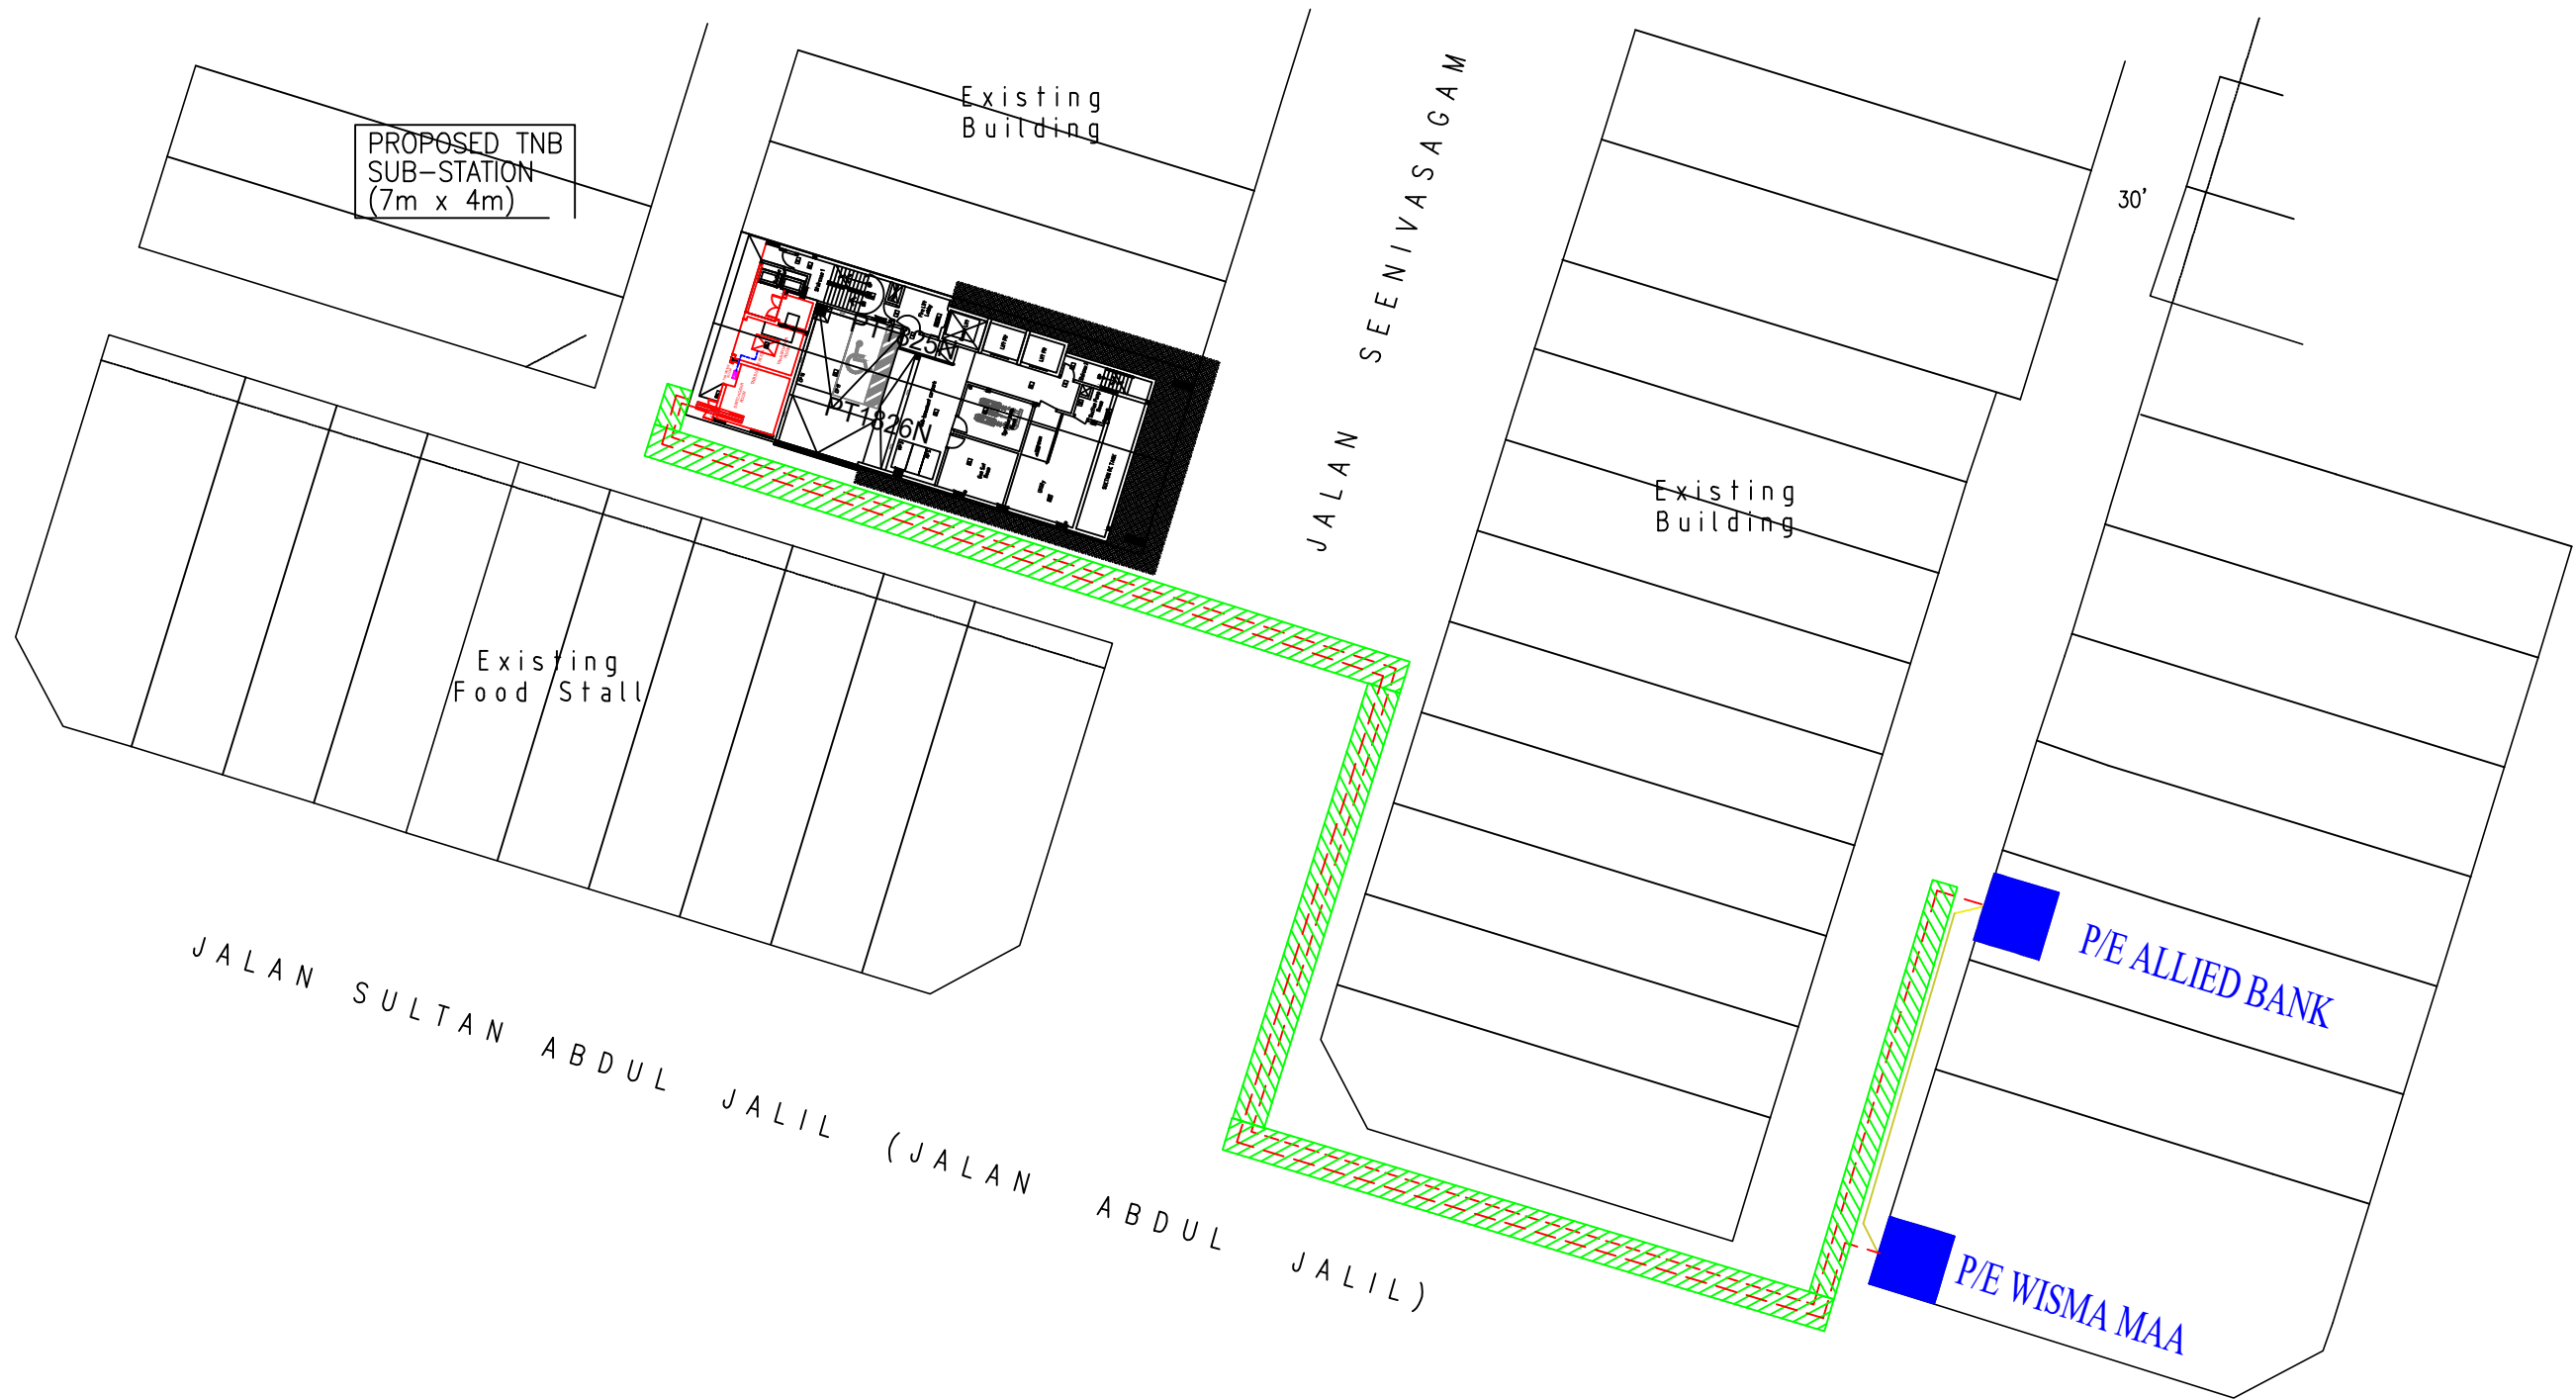 Existing
Building
PROPOSED TNB
SUB-STATION
(7m x 4m)
30'
JALAN SEENIVASAGAM
PT1826N
Existing
Building
Existing
Food Stall
P/E ALLIED BANK
JALAN SULTAN ABDUL JALIL (JALAN ABDUL JALIL)
P/E WISMA MAA